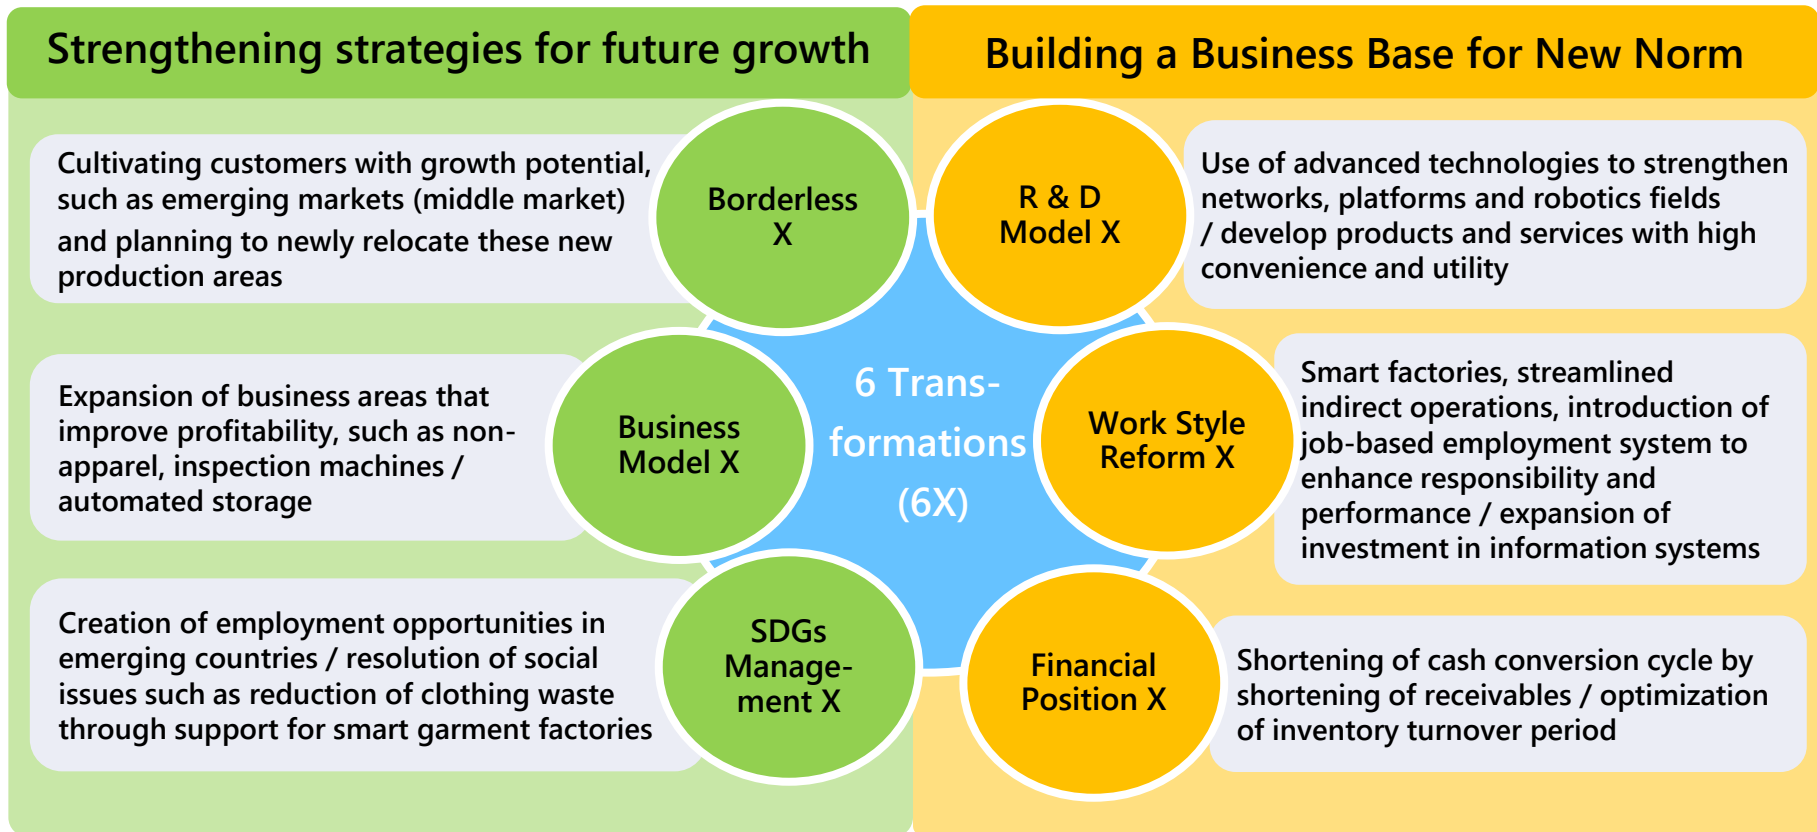 Strengthening strategies for future growth
Cultivating customers with growth potential,
such as emerging markets (middle market)
and planning to newly relocate these new
production areas
Borderless
X
Expansion of business areas that
improve profitability, such as non-
apparel, inspection machines /
automated storage
Business
Model X
Creation of employment opportunities in
emerging countries / resolution of social
issues such as reduction of clothing waste
through support for smart garment factories
SDGs
Manage-
ment X
6 Trans-
formations
(6X)
Building a Business Base for New Norm
R & D
Model X
Use of advanced technologies to strengthen
networks, platforms and robotics fields
/ develop products and services with high
convenience and utility
Work Style
Reform X
Smart factories, streamlined
indirect operations, introduction of
job-based employment system to
enhance responsibility and
performance / expansion of
investment in information systems
Financial
Position X
Shortening of cash conversion cycle by
shortening of receivables / optimization
of inventory turnover period